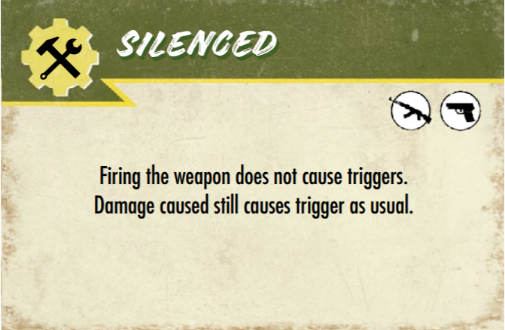 SILENCED
Firing the weapon does not cause triggers.
Damage caused still causes trigger as usual.